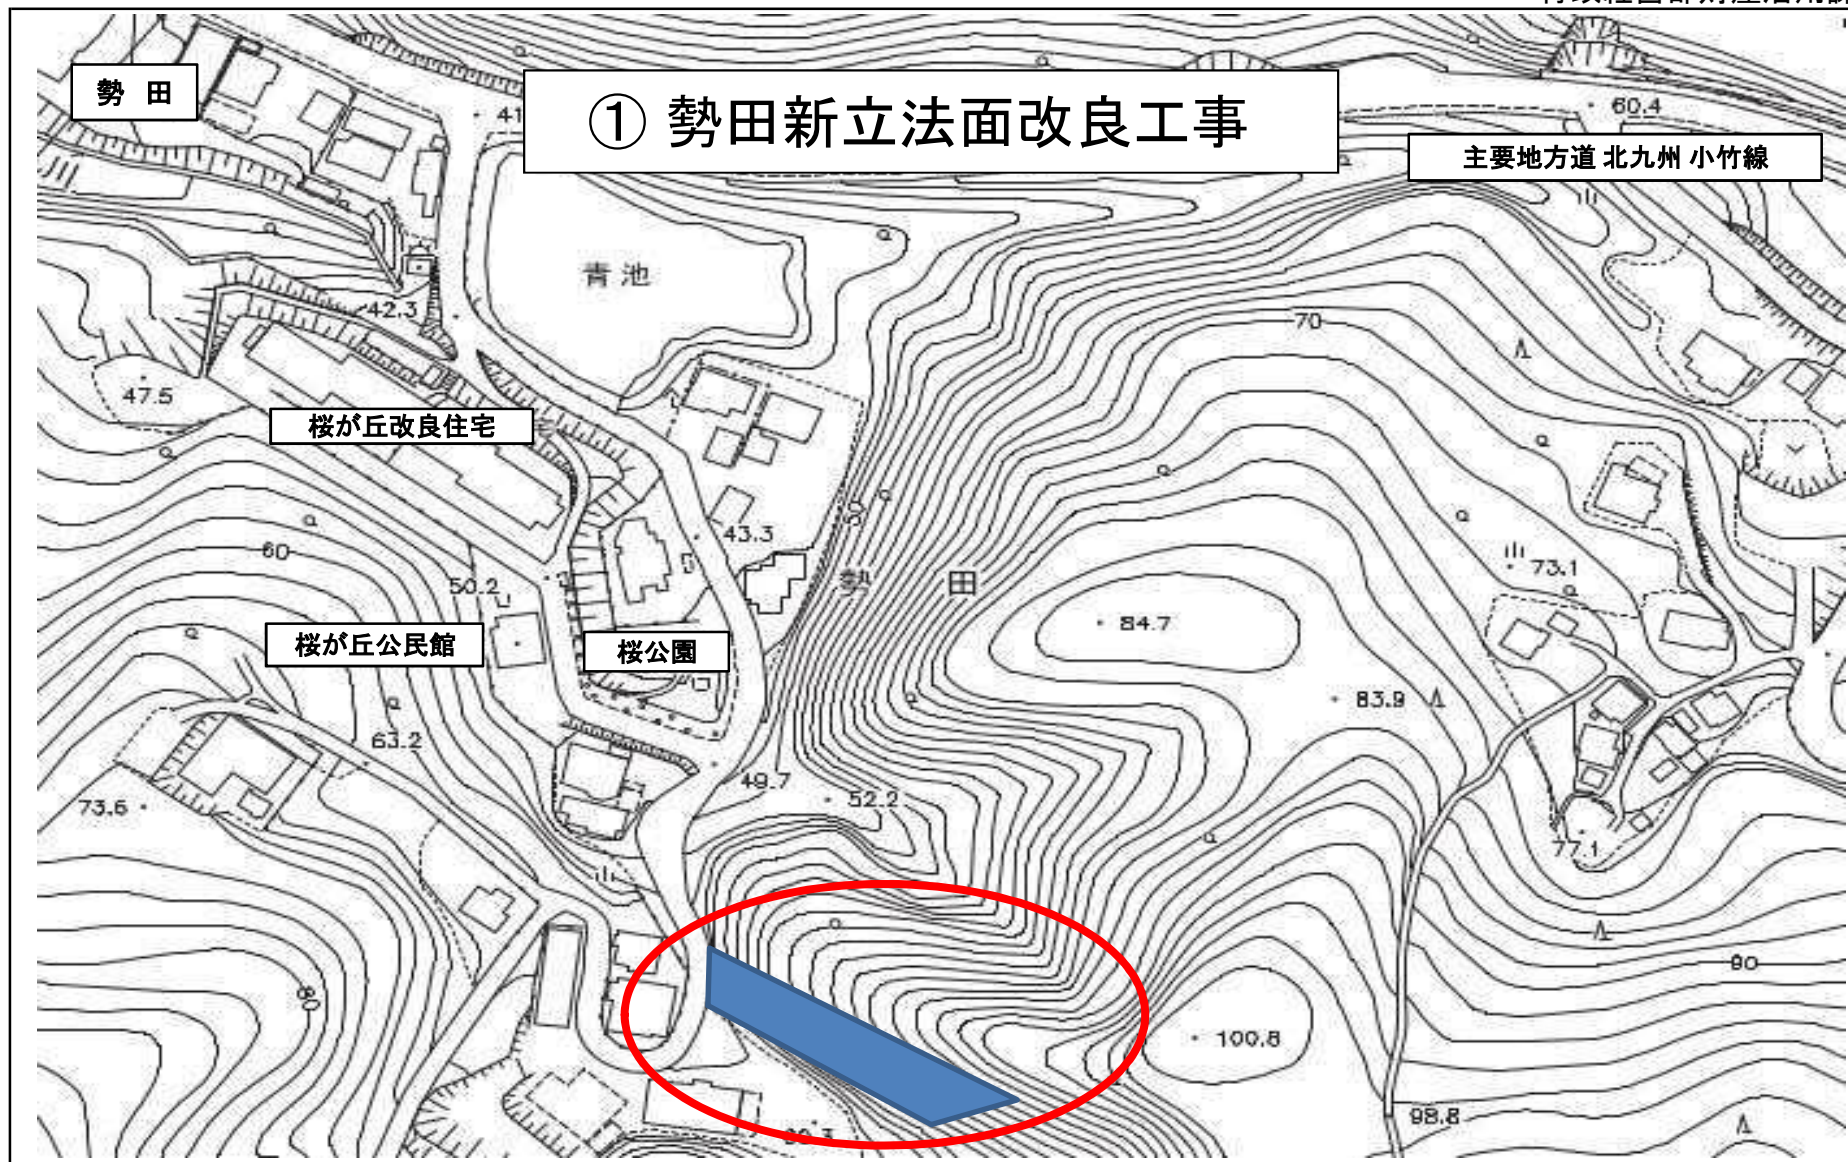 ① 勢田新立法面改良工事
勢 田
主要地方道 北九州 小竹線
60.4
41
青池
42.3
70
47.5
桜が丘改良住宅
50
43.3
60
50.2
勢 田
73.1
84.7
桜が丘公民館
桜公園
83.9
63.2
49.7
52.2
73.6
77.1
90
80
100.8
98.8